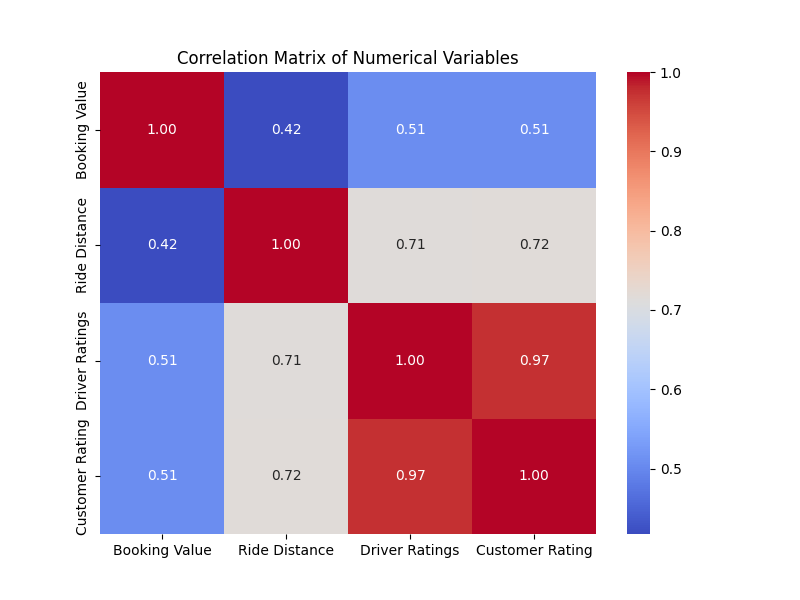 Correlation Matrix of Numerical Variables
Booking Value
1.00
0.42
0.51
0.51
Ride Distance
0.42
1.00
0.71
0.72
Driver Ratings
0.51
0.71
1.00
0.97
Customer Rating
0.51
0.72
0.97
1.00
Booking Value
Ride Distance
Driver Ratings
Customer Rating
1.0
0.9
0.8
0.7
0.6
0.5